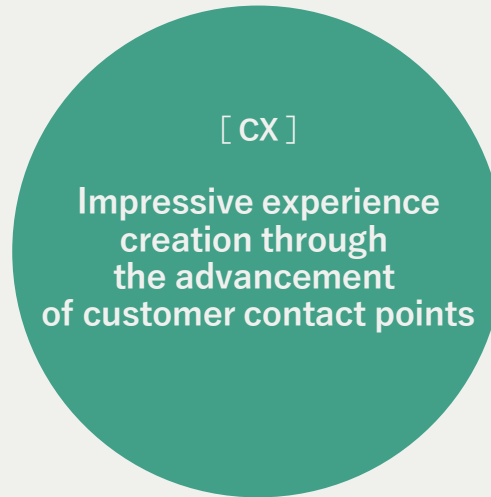 [ CX ]
Impressive experience
creation through
the advancement
of customer contact points